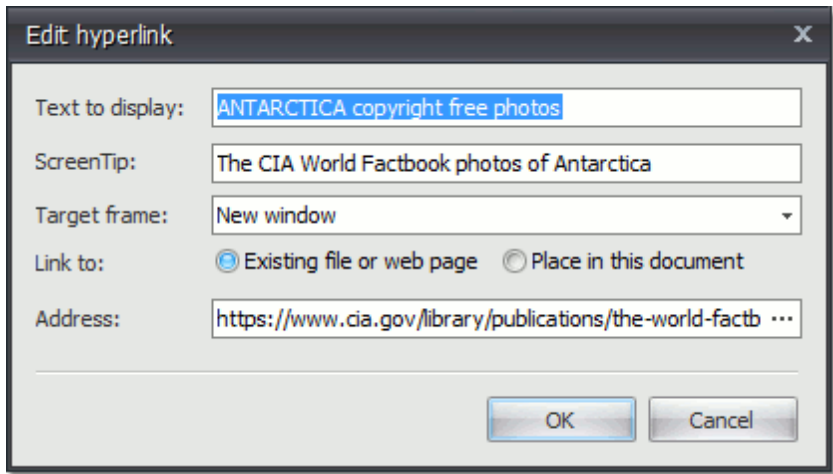 Edit hyperlink x
Text to display: ANTARCTICA copyright free photos
ScreenTip: The CIA World Factbook photos of Antarctica
Target frame: New window
Link to: Existing file or web page Place in this document
Address: https://www.cia.gov/library/publications/the-world-factb ...
OK Cancel